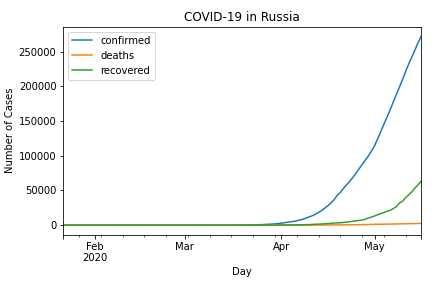 COVID-19 in Russia
confirmed
deaths
recovered
Number of Cases
250000
200000
150000
100000
50000
0
Feb Mar Apr May
2020
Day